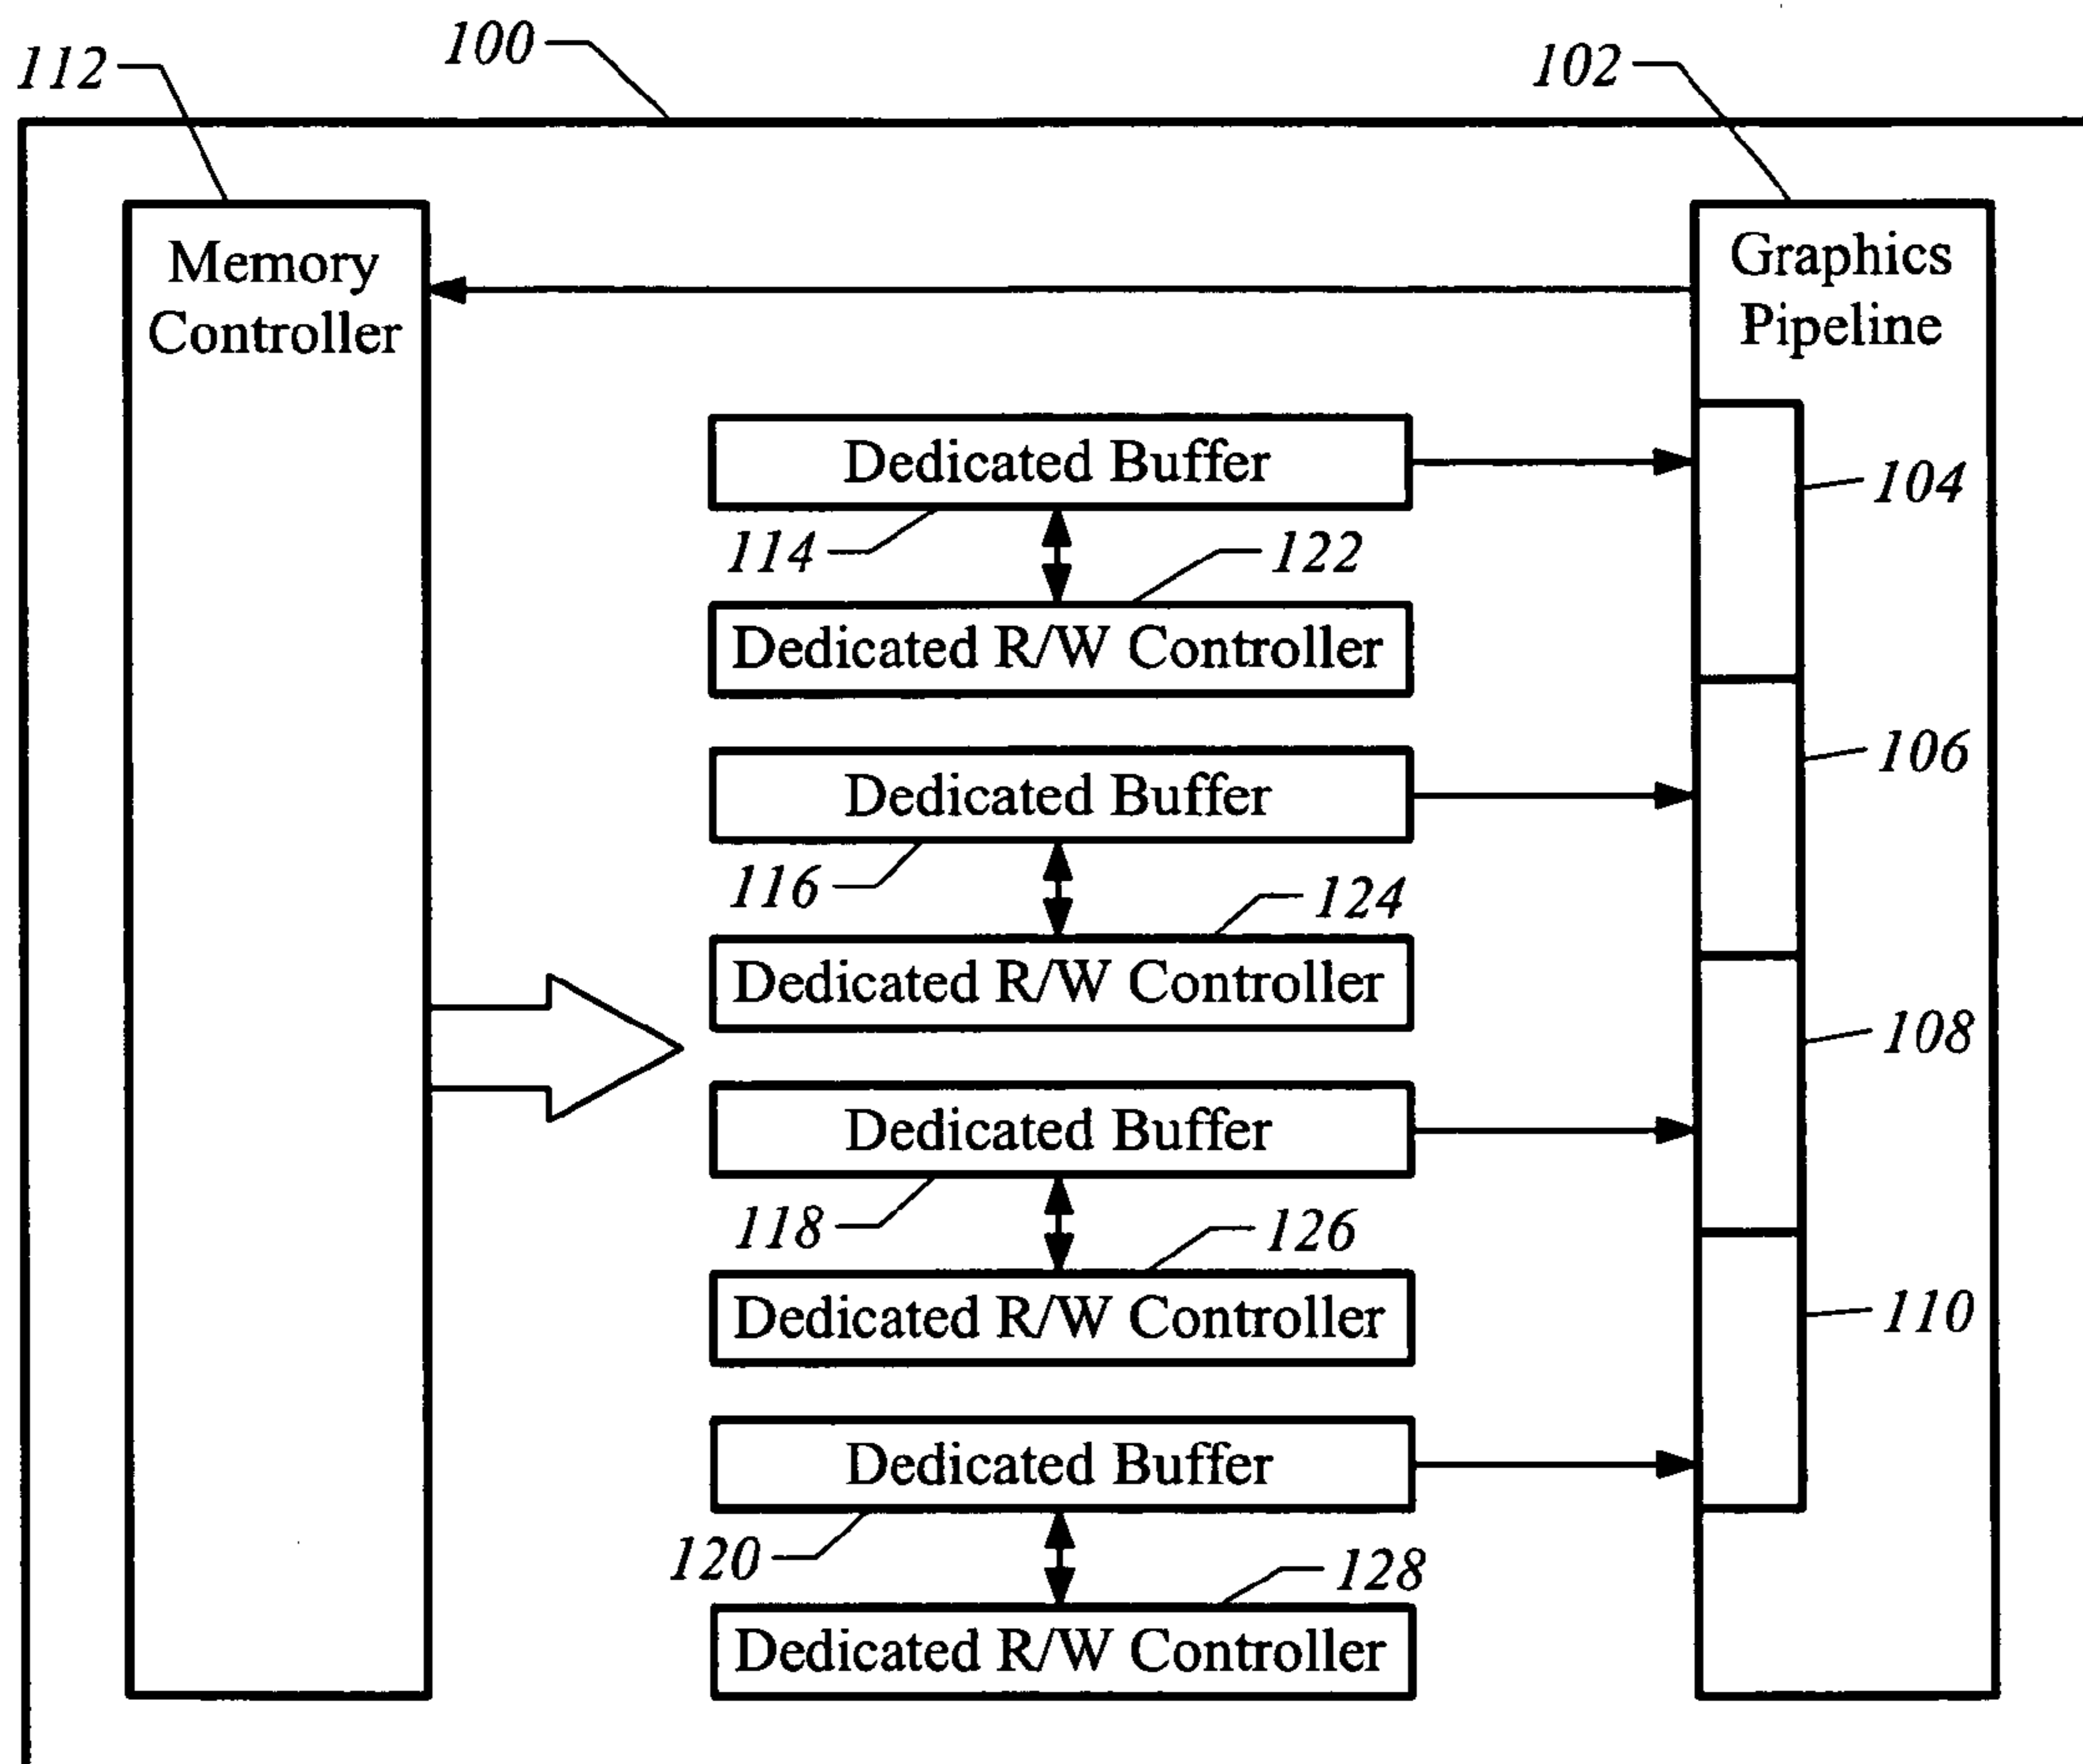 100
112
102
Memory
Controller
Graphics
Pipeline
Dedicated Buffer
104
114
122
Dedicated R/W Controller
106
Dedicated Buffer
116
124
Dedicated R/W Controller
108
Dedicated Buffer
118
126
Dedicated R/W Controller
110
Dedicated Buffer
120
128
Dedicated R/W Controller